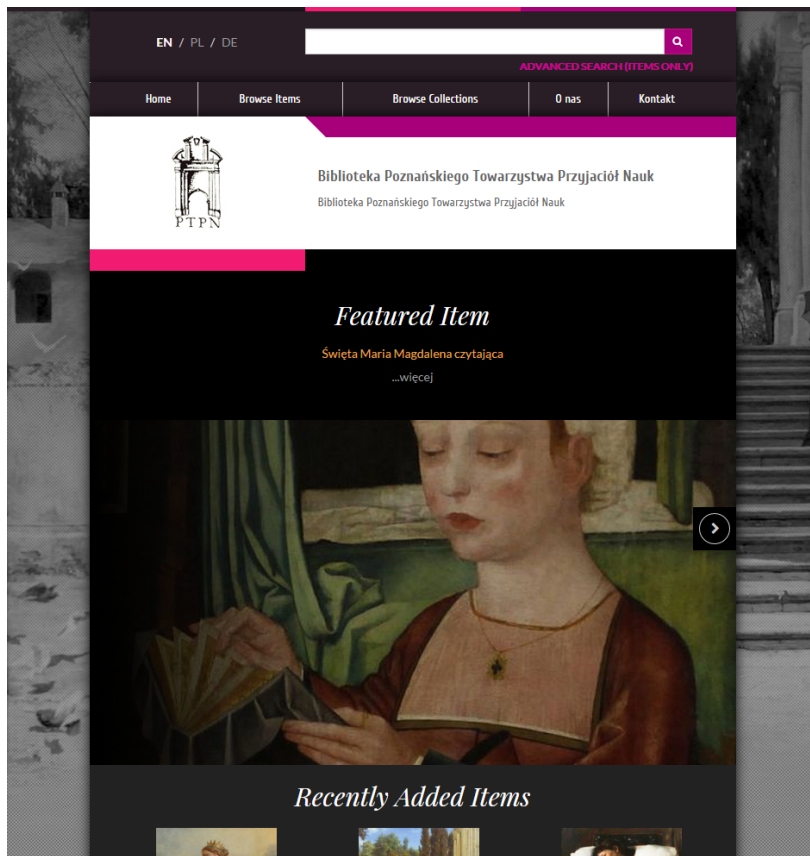 EN / PL / DE
ADVANCED SEARCH (ITEMS ONLY)
Home Browse Items Browse Collections O nas Kontakt
PTPN
Biblioteka Poznańskiego Towarzystwa Przyjaciół Nauk
Biblioteka Poznańskiego Towarzystwa Przyjaciół Nauk
Featured Item
Święta Maria Magdalena czytająca
...więcej
Recently Added Items